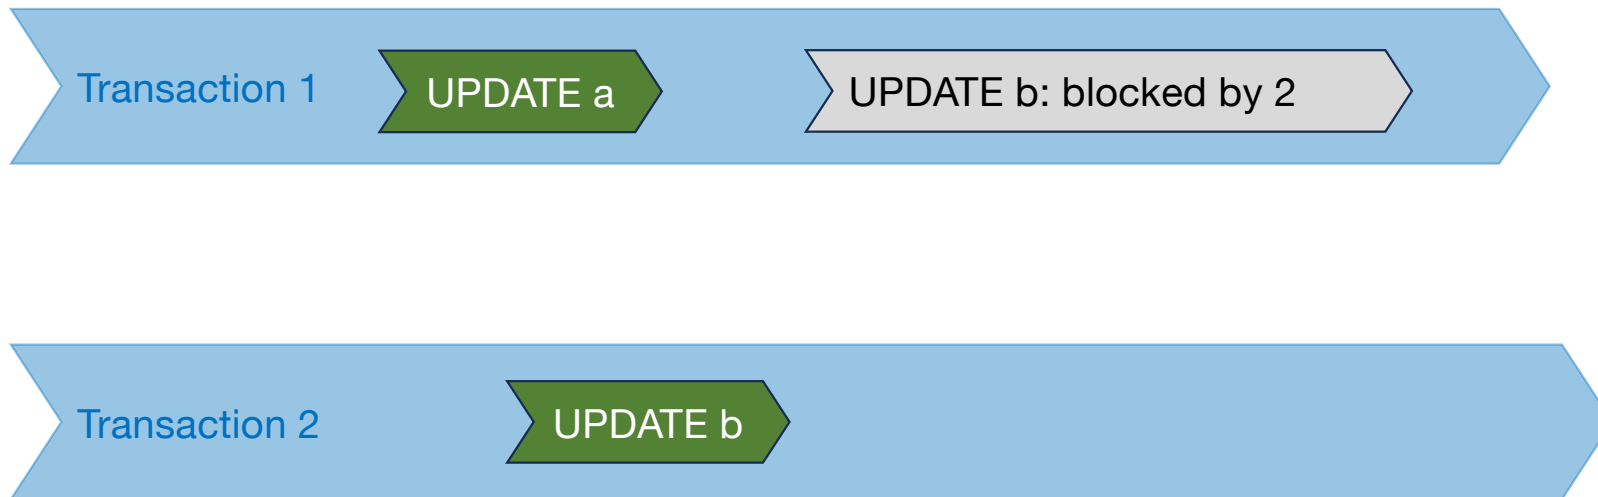 Transaction 1
UPDATE a
UPDATE b: blocked by 2
Transaction 2
UPDATE b